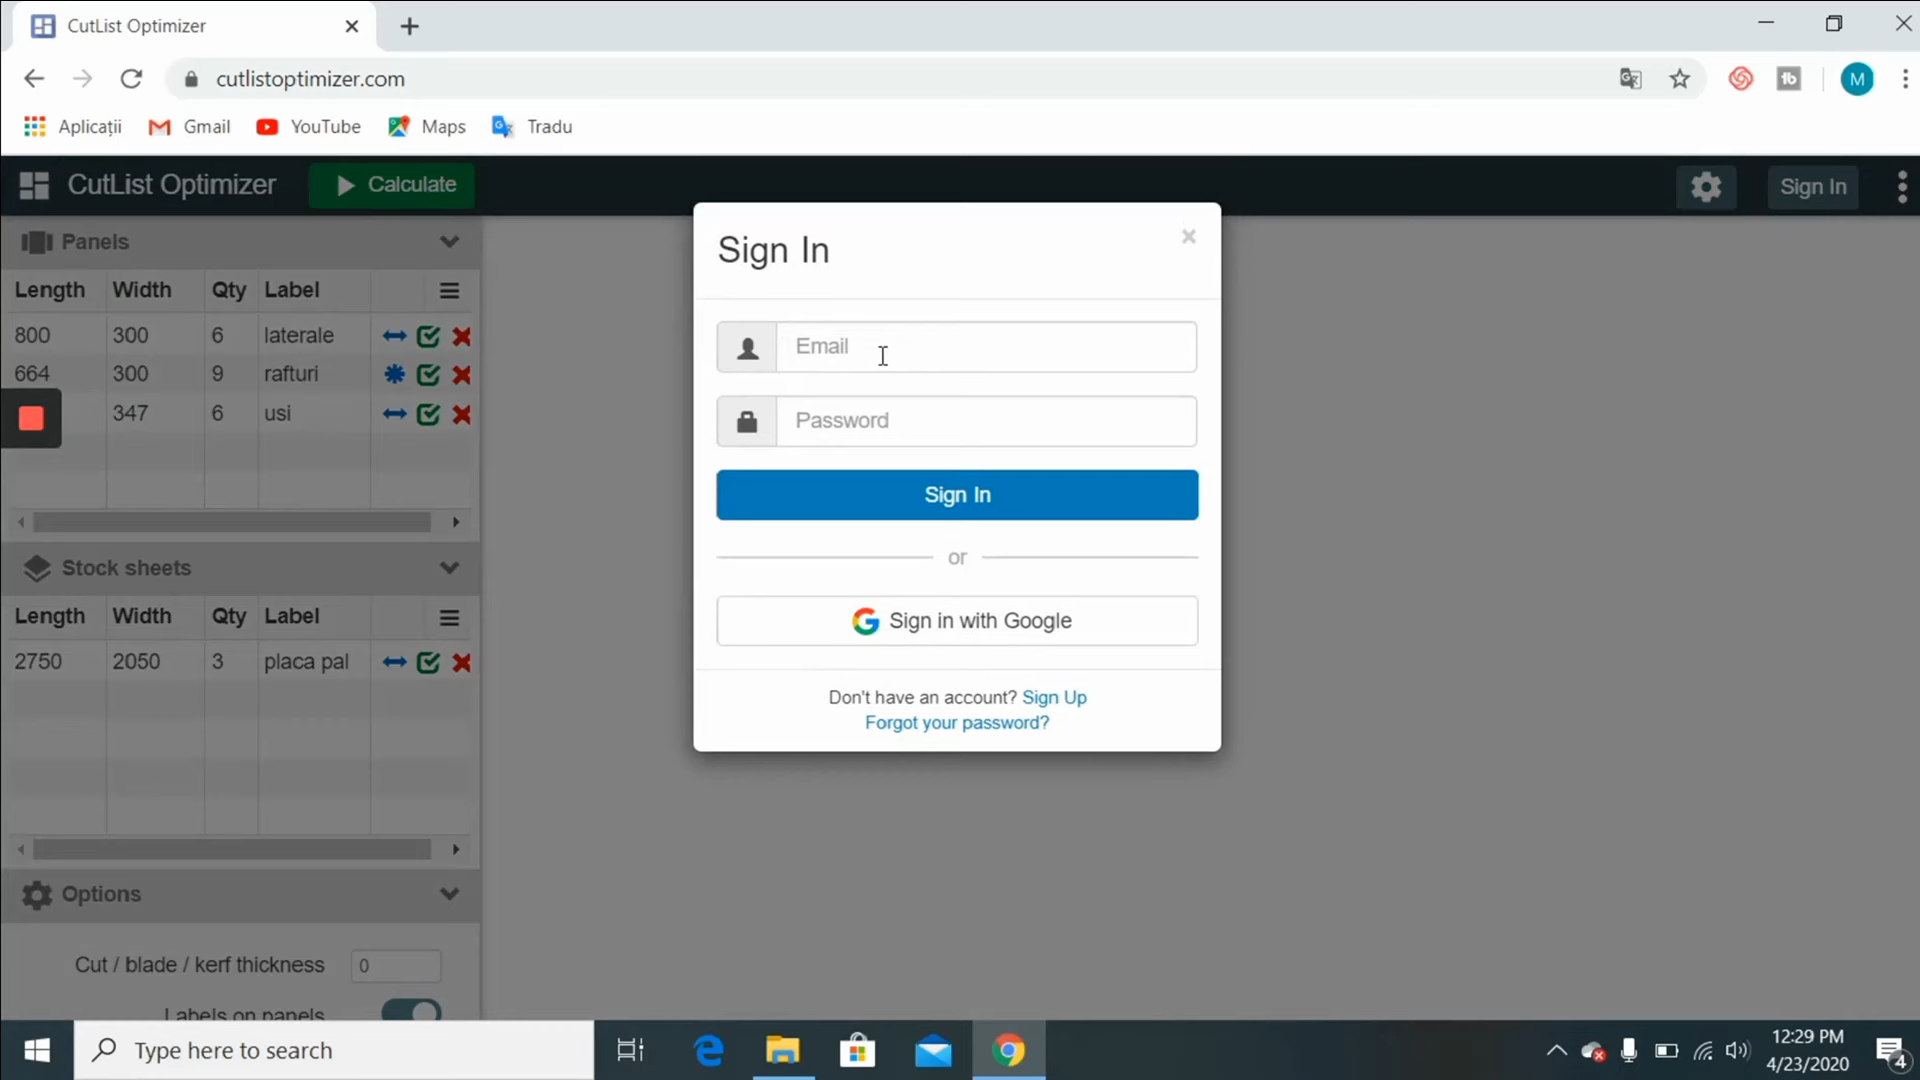 CutList Optimizer
cutlistoptimizer.com
Aplicații Gmail YouTube Maps Tradu
CutList Optimizer Calculate Sign In
Panels
Length Width Qty Label
800 300 6 laterale
664 300 9 rafturi
347 6 usi
Stock sheets
Length Width Qty Label
2750 2050 3 placa pal
Options
Cut / blade / kerf thickness 0
Labels on panels
Sign In
Email
Password
Sign In
or
Sign in with Google
Don't have an account? Sign Up
Forgot your password?
Type here to search
12:29 PM
4/23/2020
4
M